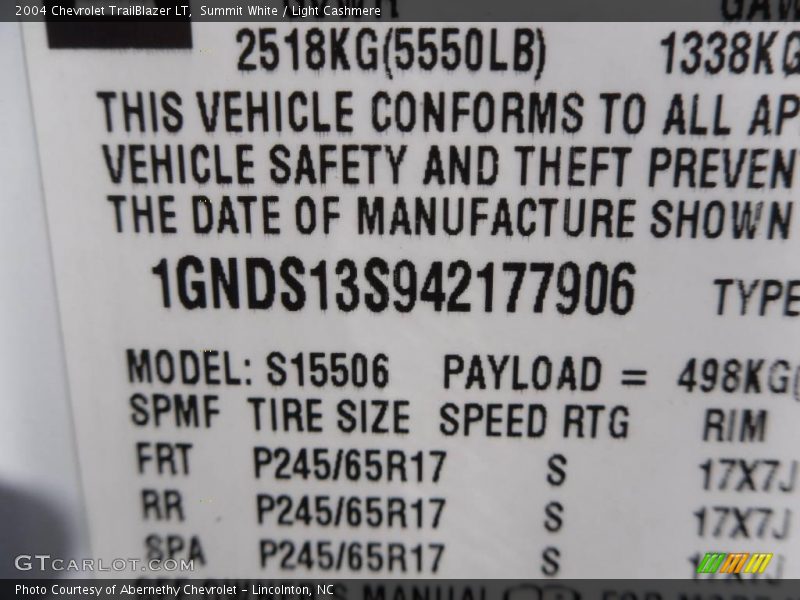 2004 Chevrolet TrailBlazer LT, Summit White / Light Cashmere
2518KG(5550LB) 1338KG
THIS VEHICLE CONFORMS TO ALL AP
VEHICLE SAFETY AND THEFT PREVEN
THE DATE OF MANUFACTURE SHOWN
1GNDS13S942177906 TYPE
MODEL: S15506 PAYLOAD = 498KG(
SPMF TIRE SIZE SPEED RTG RIM
FRT P245/65R17 S 17X7J
RR P245/65R17 S 17X7J
SPA P245/65R17 S
GTCARLOT.COM
Photo Courtesy of Abernethy Chevrolet – Lincolnton, NC